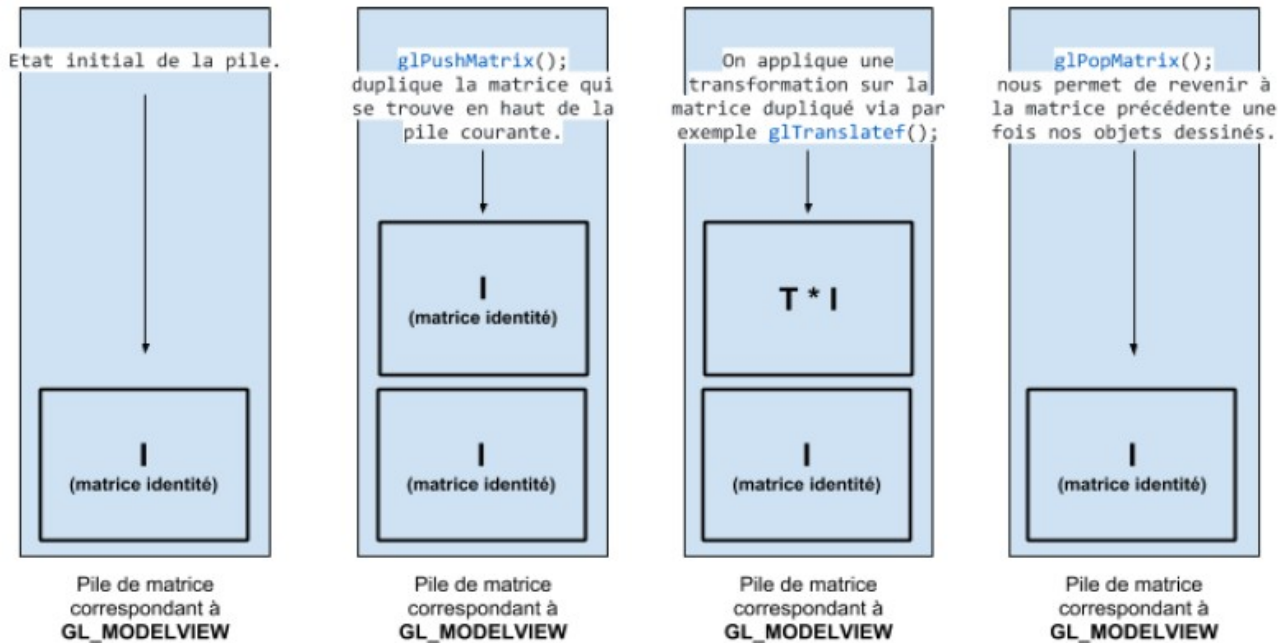 Etat initial de la pile.
I
(matrice identité)
Pile de matrice
correspondant à
GL_MODELVIEW
glPushMatrix();
duplique la matrice qui
se trouve en haut de la
pile courante.
I
(matrice identité)
I
(matrice identité)
Pile de matrice
correspondant à
GL_MODELVIEW
On applique une
transformation sur la
matrice dupliqué via par
exemple glTranslatef();
T * I
I
(matrice identité)
Pile de matrice
correspondant à
GL_MODELVIEW
glPopMatrix();
nous permet de revenir à
la matrice précédente une
fois nos objets dessinés.
I
(matrice identité)
Pile de matrice
correspondant à
GL_MODELVIEW